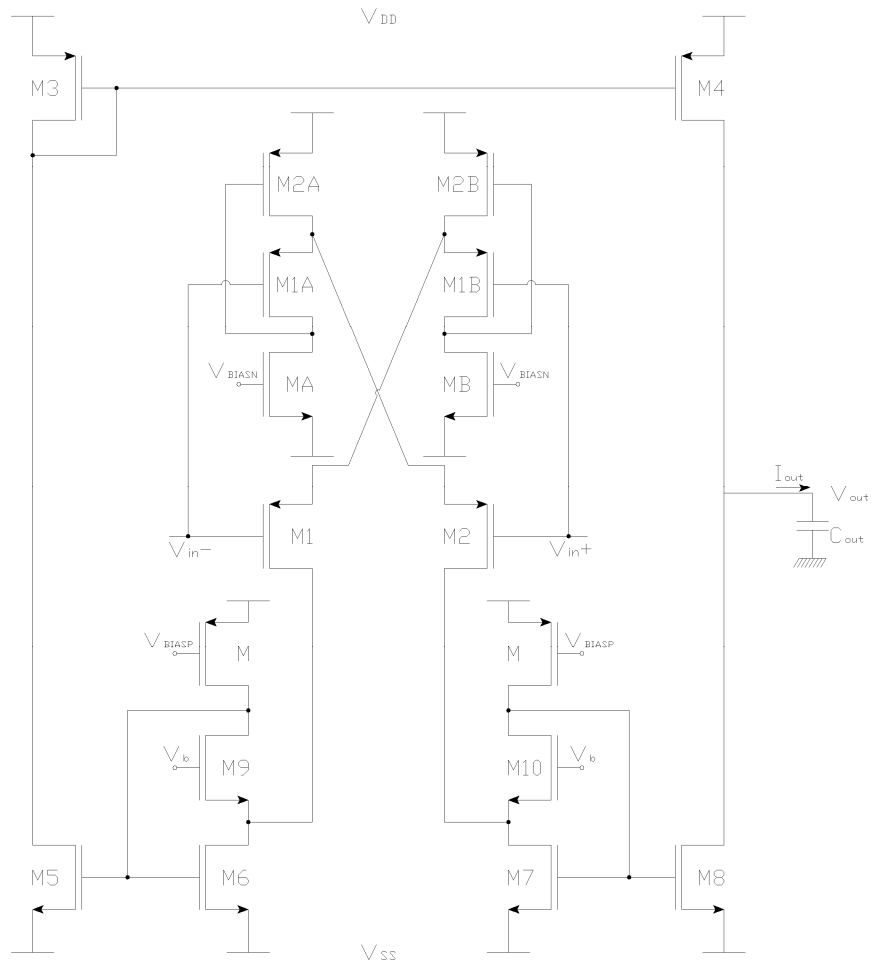 VDD
M3
M4
M2A
M2B
M1A
M1B
VBIASN
MA
MB
VBIASN
Iout
Vout
M1
M2
Cout
Vin-
Vin+
VBIASP
M
M
VBIASP
Vb
M9
M10
Vb
M5
M6
M7
M8
VSS